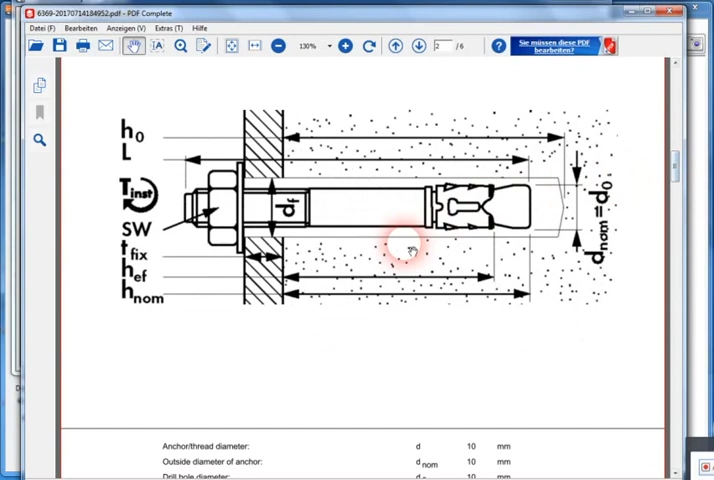 6369-20170714184952.pdf - PDF Complete
Datei (F) Bearbeiten Anzeigen (V) Extras (T) Hilfe
130% 2 / 6 Sie müssen diese PDF bearbeiten?
h0
L
Tinst
SW
tfix
hef
hnom
df
dnom=d0
Anchor/thread diameter: d 10 mm
Outside diameter of anchor: d nom 10 mm